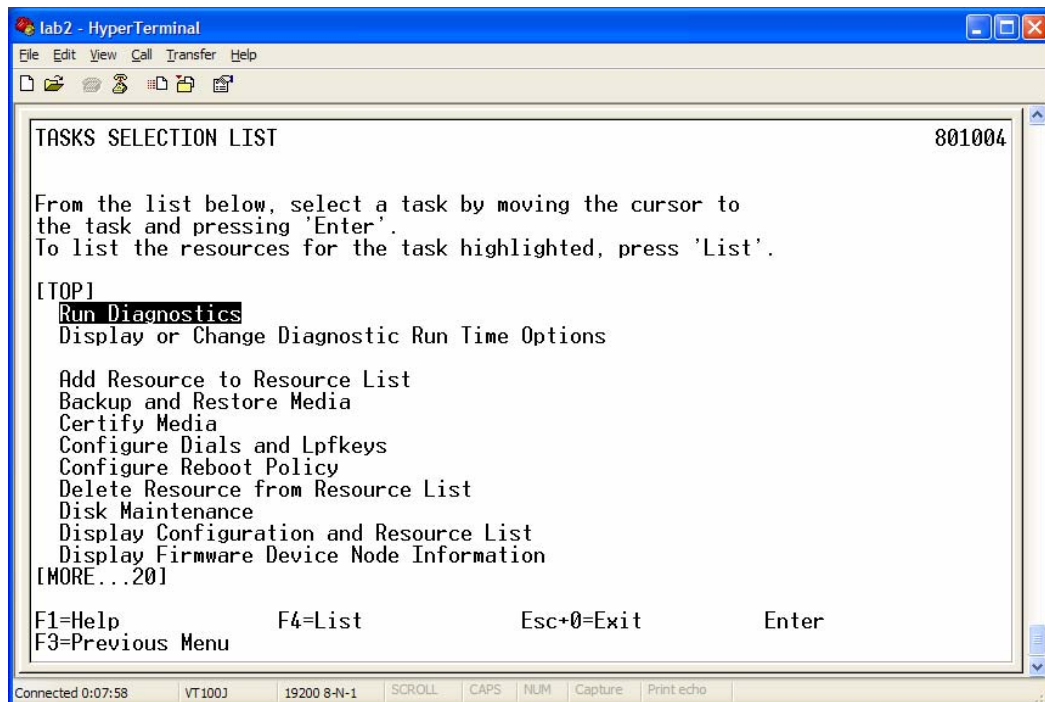 lab2 - HyperTerminal
File Edit View Call Transfer Help
TASKS SELECTION LIST 801004
From the list below, select a task by moving the cursor to
the task and pressing 'Enter'.
To list the resources for the task highlighted, press 'List'.
[TOP]
Run Diagnostics
Display or Change Diagnostic Run Time Options
Add Resource to Resource List
Backup and Restore Media
Certify Media
Configure Dials and Lpfkeys
Configure Reboot Policy
Delete Resource from Resource List
Disk Maintenance
Display Configuration and Resource List
Display Firmware Device Node Information
[MORE...20]
F1=Help F4=List Esc+0=Exit Enter
F3=Previous Menu
Connected 0:07:58 VT100J 19200 8-N-1 SCROLL CAPS NUM Capture Print echo